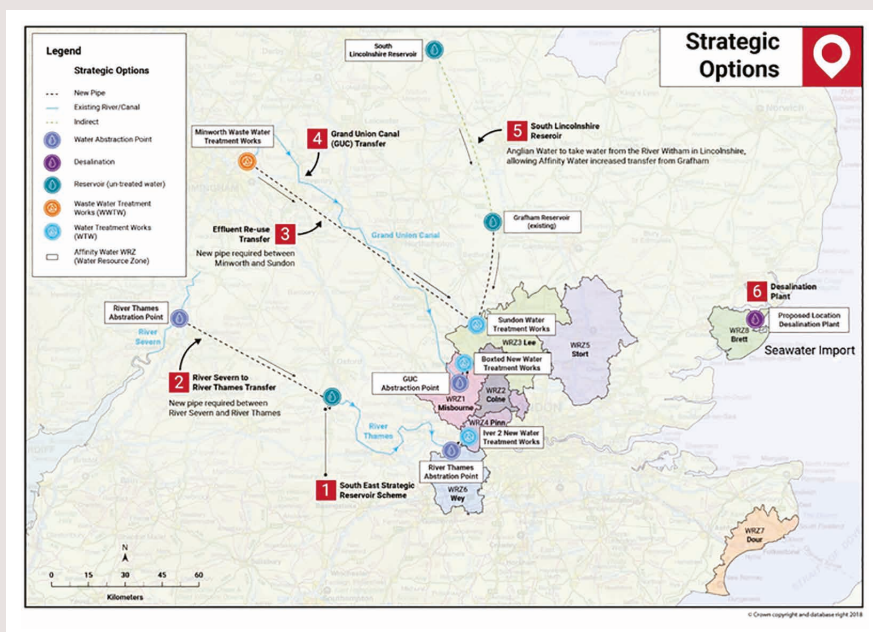 Strategic
Options
Legend
Strategic Options
New Pipe
Existing River/Canal
Indirect
Water Abstraction Point
Desalination
Reservoir (un-treated water)
Waste Water Treatment
Works (WWTW)
Water Treatment Works
(WTW)
Affinity Water WRZ
(Water Resource Zone)
South
Lincolnshire Reservoir
Minworth Waste Water
Treatment Works
4
Grand Union Canal
(GUC) Transfer
5
South Lincolnshire
Reseroir
Anglian Water to take water from the River Witham in Lincolnshire,
allowing Affinity Water increased transfer from Grafham
Norwich
Effluent Re-use
Transfer
3
New pipe required between
Minworth and Sundon
Grand Union Canal
Grafham Reservoir
(existing)
River Thames
Abstration Point
River
Severn
2
River Severn to
River Thames Transfer
New pipe required between
River Severn and River Thames
Sundon Water
Treatment Works
WRZ3 Lee
WRZ5
Stort
Boxted New Water
Treatment Works
GUC
Abstraction Point
WRZ1
Misbourne
WRZ2
Colne
WRZ4 Pinn
Iver 2 New Water
Treatment Works
River
Thames
River Thames
Abstraction Point
WRZ6
Wey
1
South East Strategic
Reservoir Scheme
6
Desalination
Plant
Proposed Location
Desalination Plant
WRZ8
Brett
Seawater Import
WRZ7
Dour
N
0 15 30 45 60
Kilometers
© Crown copyright and database right 2018